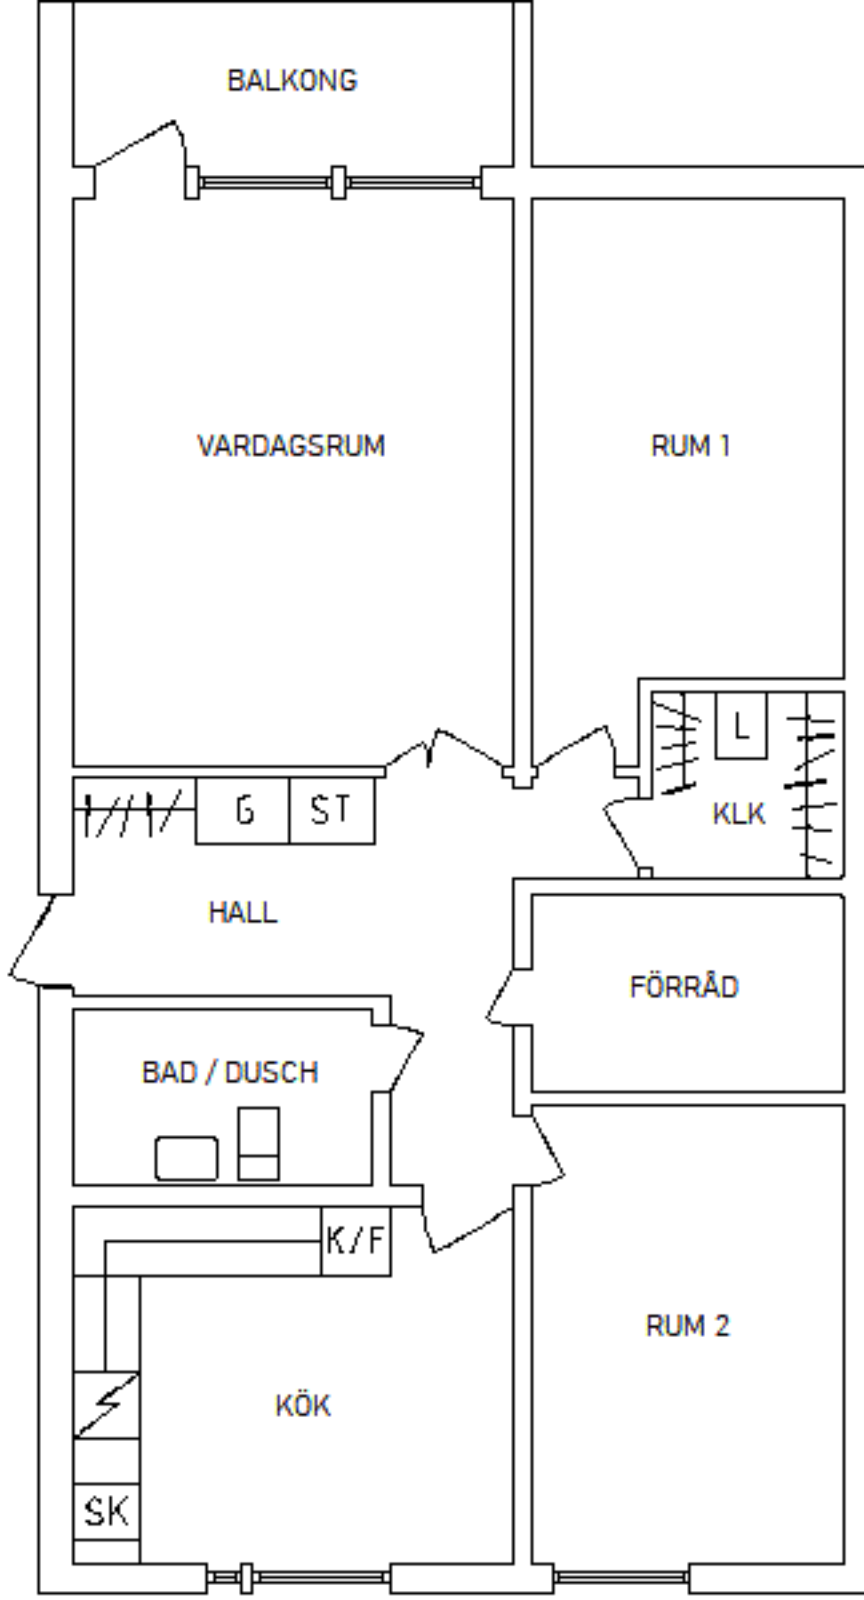 BALKONG
VARDAGSRUM
RUM 1
L
G
ST
KLK
HALL
FÖRRÅD
BAD / DUSCH
K/F
RUM 2
KÖK
SK